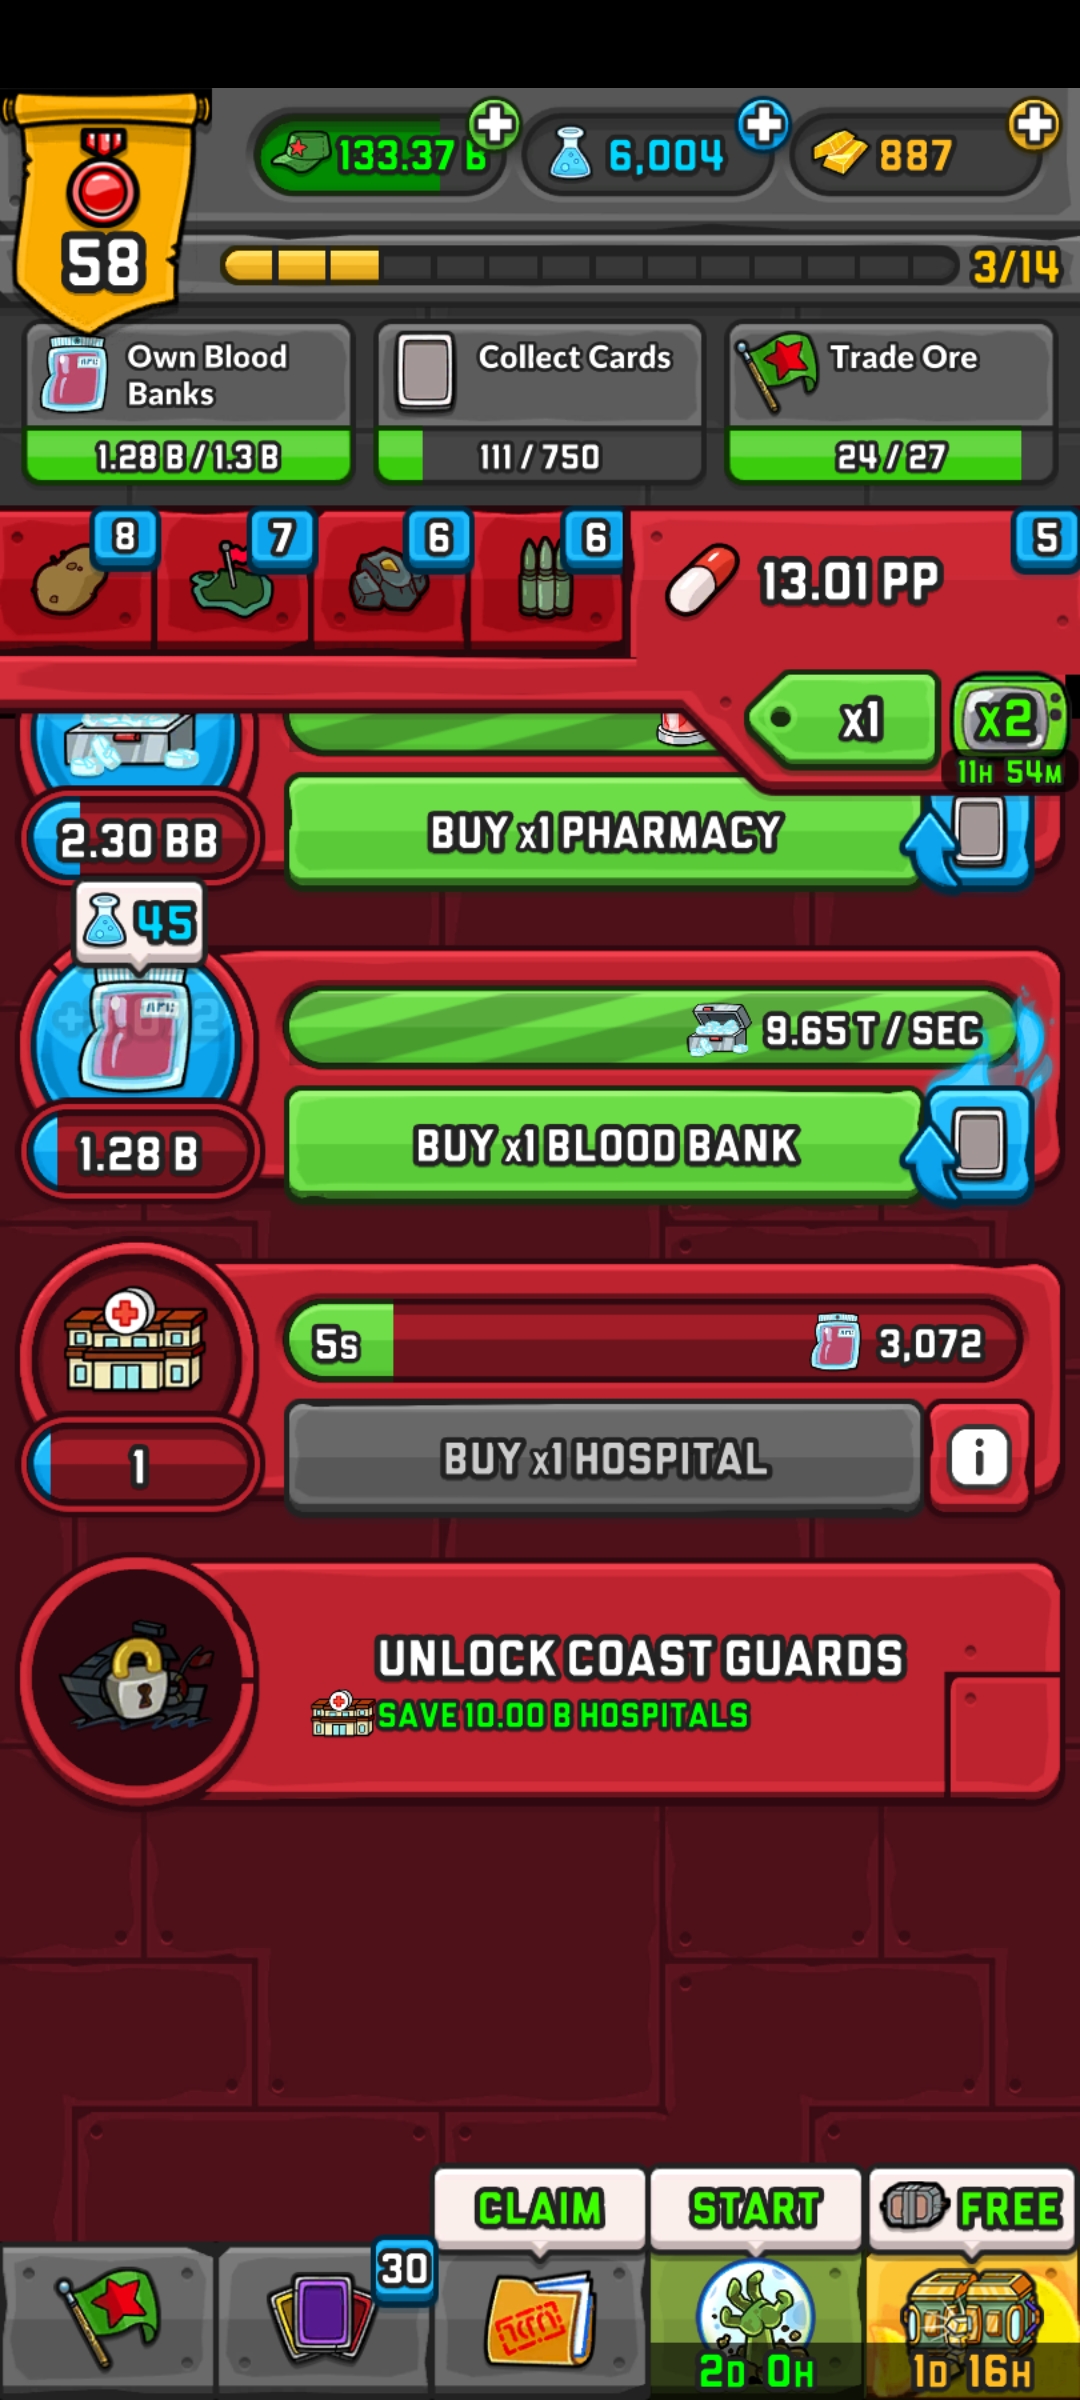 58
133.37 B
6,004
887
3/14
Own Blood
Banks
1.28 B / 1.3 B
Collect Cards
111 / 750
Trade Ore
24 / 27
8
7
6
6
13.01 PP
5
x1
x2
11H 54M
2.30 BB
BUY x1 PHARMACY
45
9.65 T / SEC
1.28 B
BUY x1 BLOOD BANK
5s
3,072
1
BUY x1 HOSPITAL
i
UNLOCK COAST GUARDS
SAVE 10.00 B HOSPITALS
CLAIM
START
FREE
30
2D 0H
1D 16H